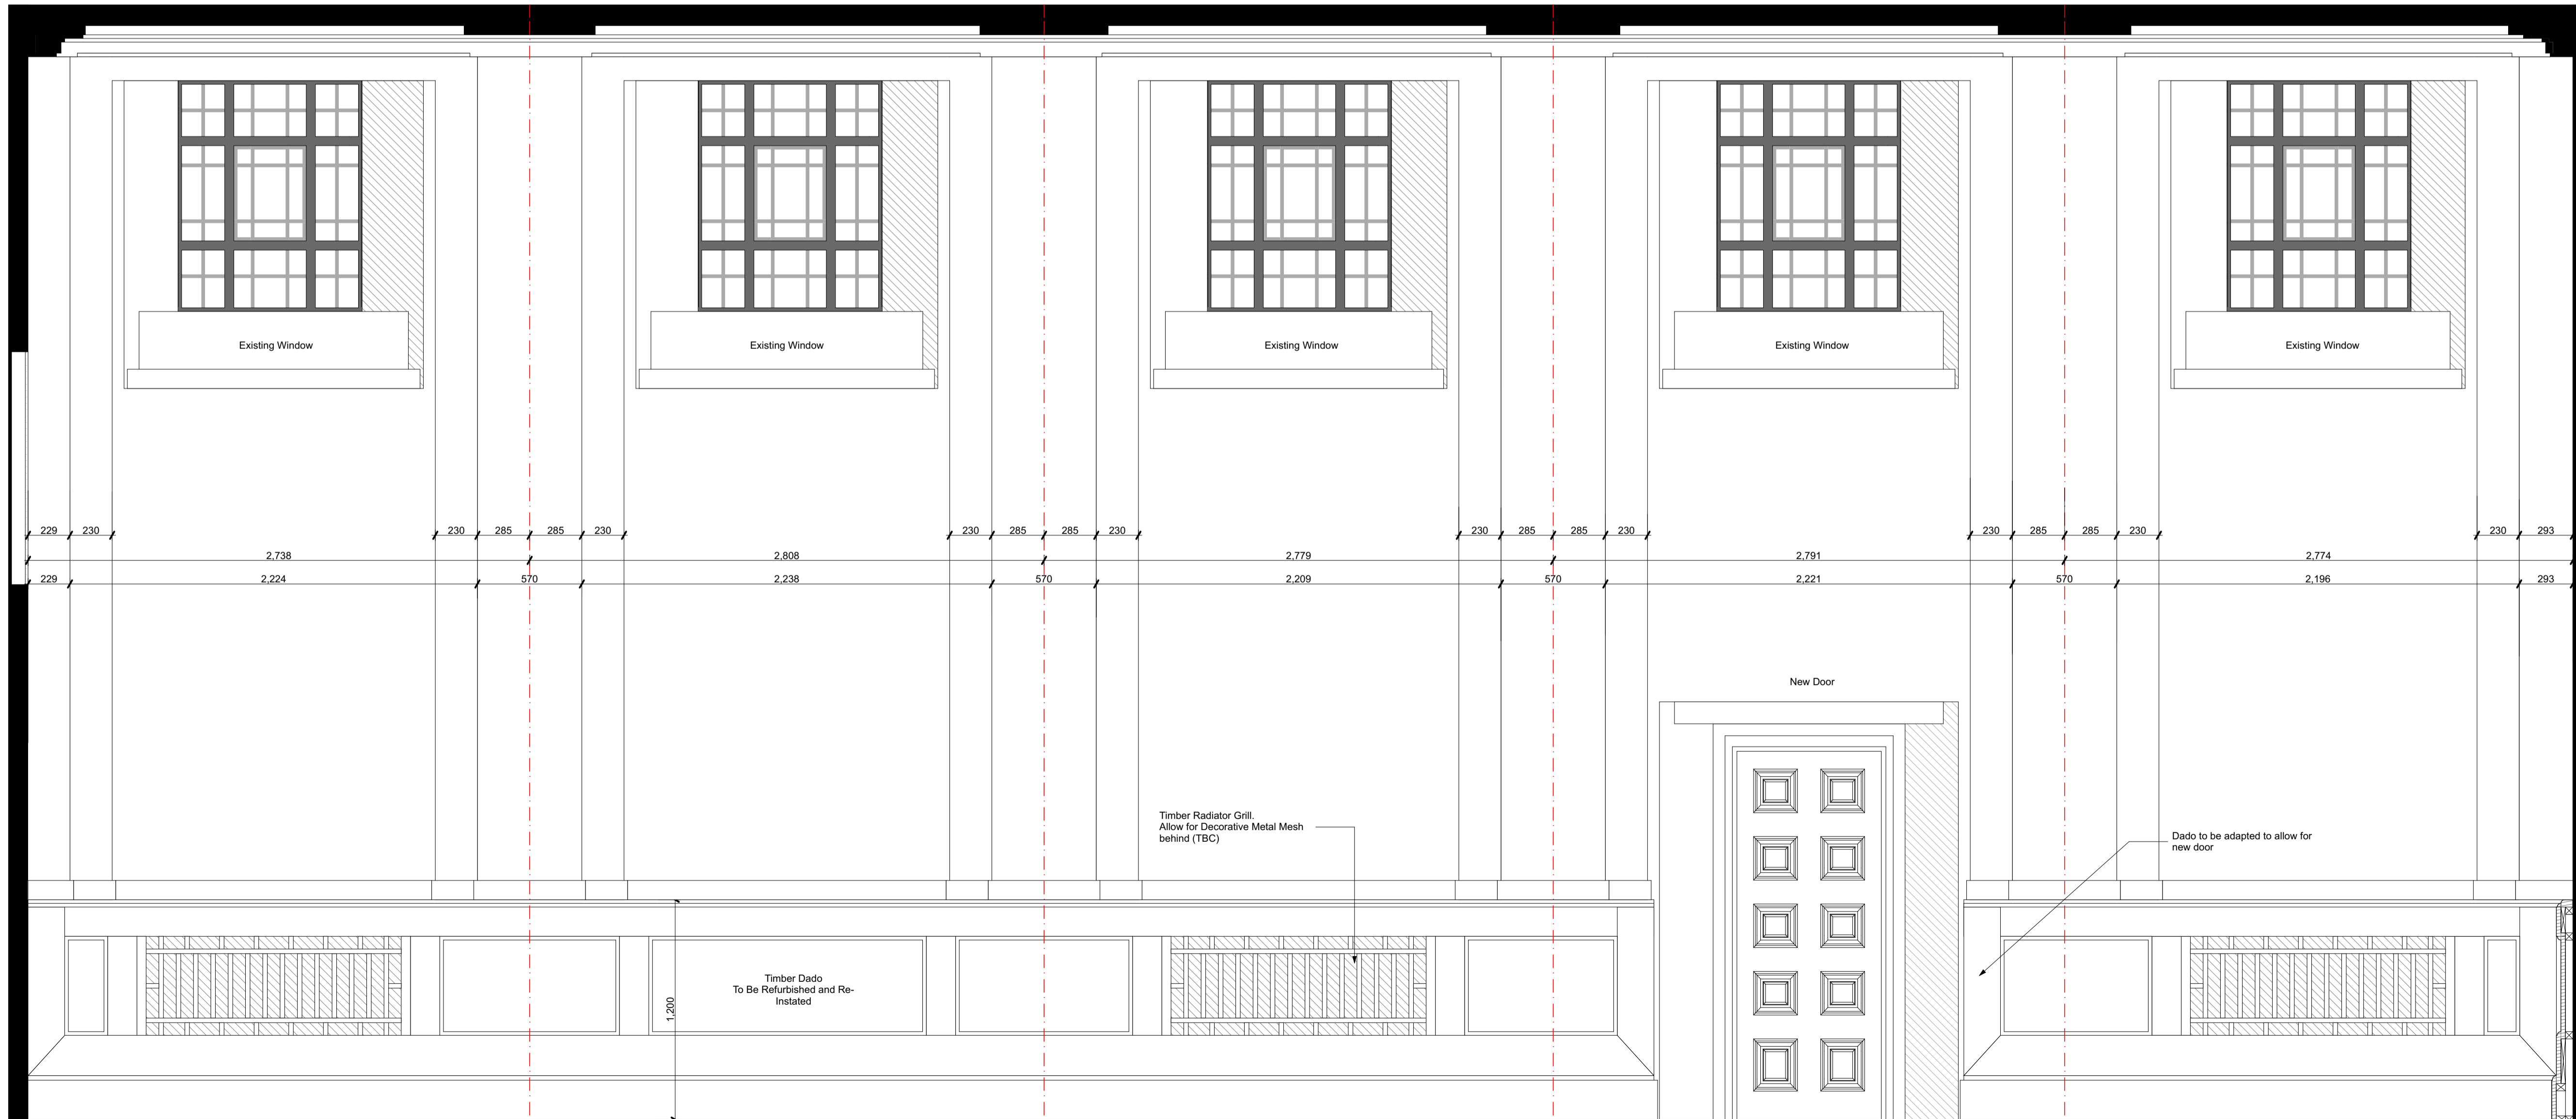 Existing Window
Existing Window
Existing Window
Existing Window
Existing Window
229 230 230 285 285 230 230 285 285 230 230 285 285 230 230 285 285 230 230 293
2,738 2,808 2,779 2,791 2,774
229 2,224 570 2,238 570 2,209 570 2,221 570 2,196 293
New Door
Timber Radiator Grill.
Allow for Decorative Metal Mesh
behind (TBC)
Dado to be adapted to allow for
new door
Timber Dado
To Be Refurbished and Re-
Instated
1,200